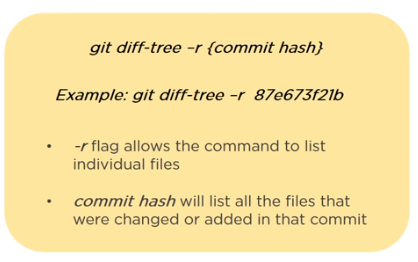 git diff-tree –r {commit hash}
Example: git diff-tree –r 87e673f21b
• -r flag allows the command to list
individual files
• commit hash will list all the files that
were changed or added in that commit